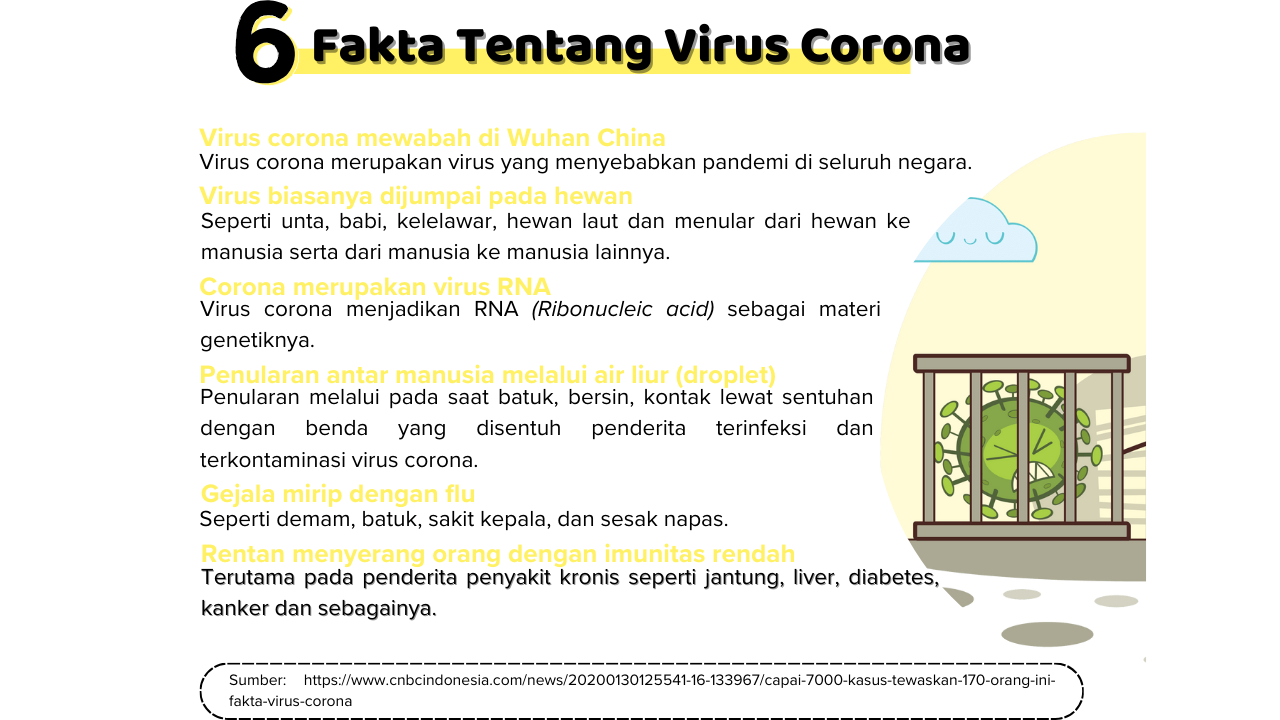 6 Fakta Tentang Virus Corona
Virus corona mewabah di Wuhan China
Virus corona merupakan virus yang menyebabkan pandemi di seluruh negara.
Virus biasanya dijumpai pada hewan
Seperti unta, babi, kelelawar, hewan laut dan menular dari hewan ke
manusia serta dari manusia ke manusia lainnya.
Corona merupakan virus RNA
Virus corona menjadikan RNA (Ribonucleic acid) sebagai materi
genetiknya.
Penularan antar manusia melalui air liur (droplet)
Penularan melalui pada saat batuk, bersin, kontak lewat sentuhan
dengan benda yang disentuh penderita terinfeksi dan
terkontaminasi virus corona.
Gejala mirip dengan flu
Seperti demam, batuk, sakit kepala, dan sesak napas.
Rentan menyerang orang dengan imunitas rendah
Terutama pada penderita penyakit kronis seperti jantung, liver, diabetes,
kanker dan sebagainya.
Sumber: https://www.cnbcindonesia.com/news/20200130125541-16-133967/capai-7000-kasus-tewaskan-170-orang-ini-
fakta-virus-corona